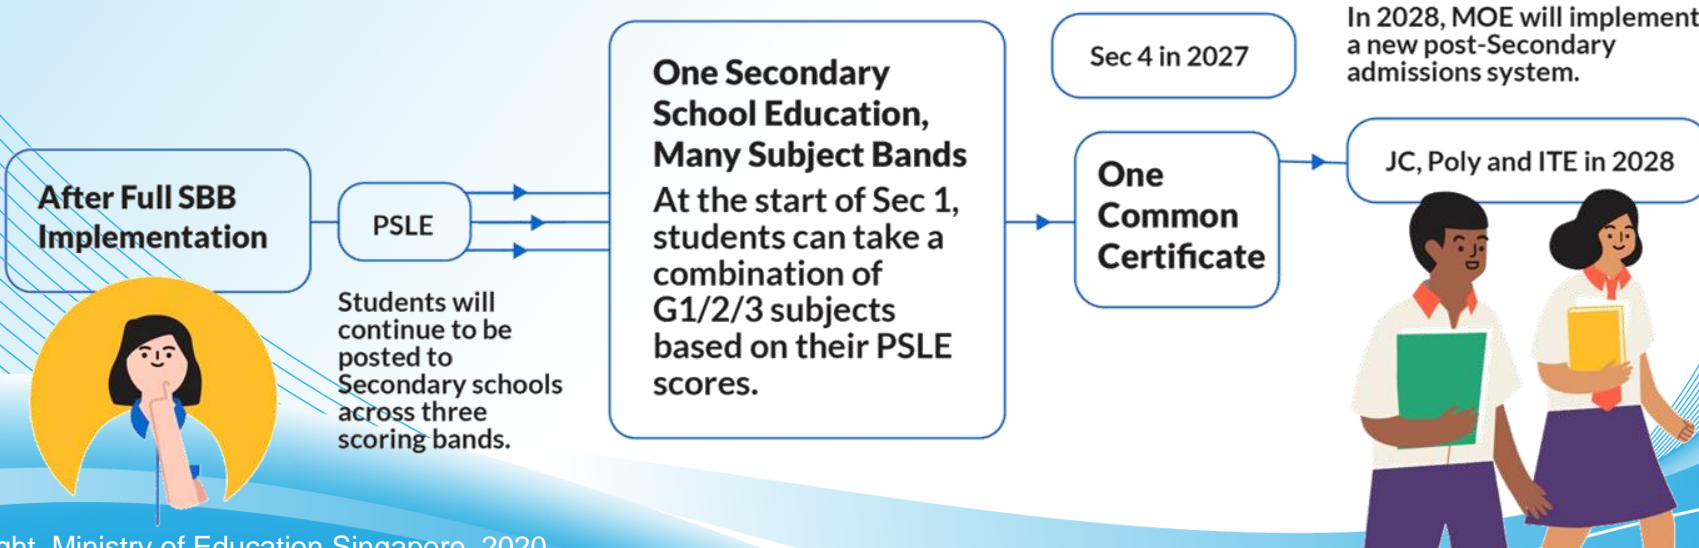 After Full SBB
Implementation
PSLE
Students will
continue to be
posted to
Secondary schools
across three
scoring bands.
One Secondary
School Education,
Many Subject Bands
At the start of Sec 1,
students can take a
combination of
G1/2/3 subjects
based on their PSLE
scores.
Sec 4 in 2027
One
Common
Certificate
In 2028, MOE will implement
a new post-Secondary
admissions system.
JC, Poly and ITE in 2028
Ministry of Education Singapore, 2020